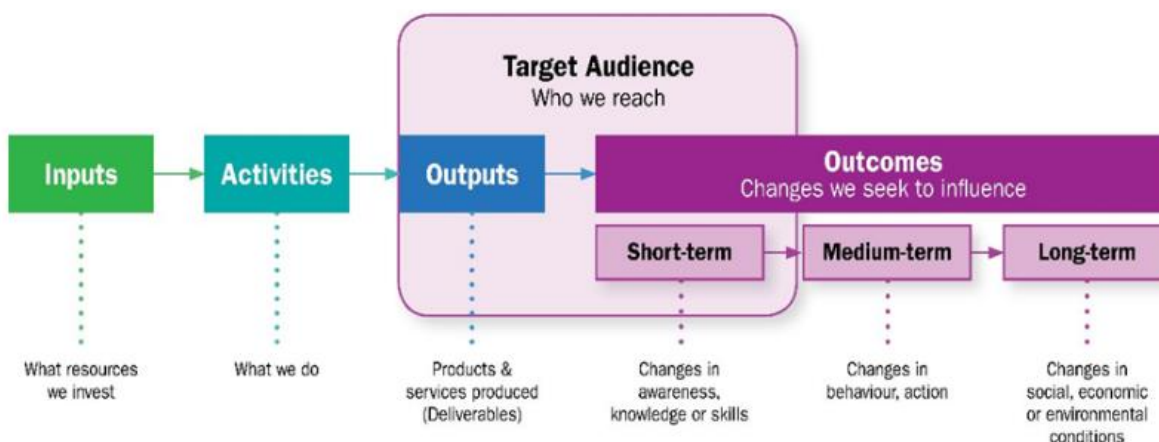 Target Audience
Who we reach
Inputs
Activities
Outputs
Outcomes
Changes we seek to influence
Short-term
Medium-term
Long-term
What resources
we invest
What we do
Products &
services produced
(Deliverables)
Changes in
awareness,
knowledge or skills
Changes in
behaviour, action
Changes in
social, economic
or environmental
conditions